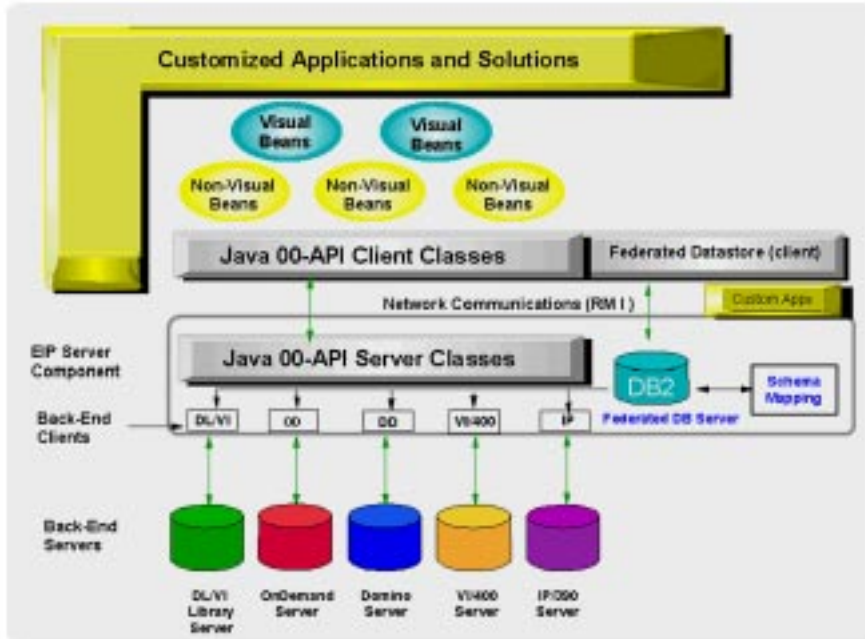 Customized Applications and Solutions
Visual
Beans
Visual
Beans
Non-Visual
Beans
Non-Visual
Beans
Non-Visual
Beans
Java 00-API Client Classes
Federated Datastore (client)
Network Communications (RMI)
Custom Apps
EIP Server
Component
Java 00-API Server Classes
DB2
Schema
Mapping
Federated DB Server
Back-End
Clients
DL/VI
OD
DD
VI/400
IP
Back-End
Servers
DL/VI
Library
Server
OnDemand
Server
Domino
Server
VI/400
Server
IP/390
Server